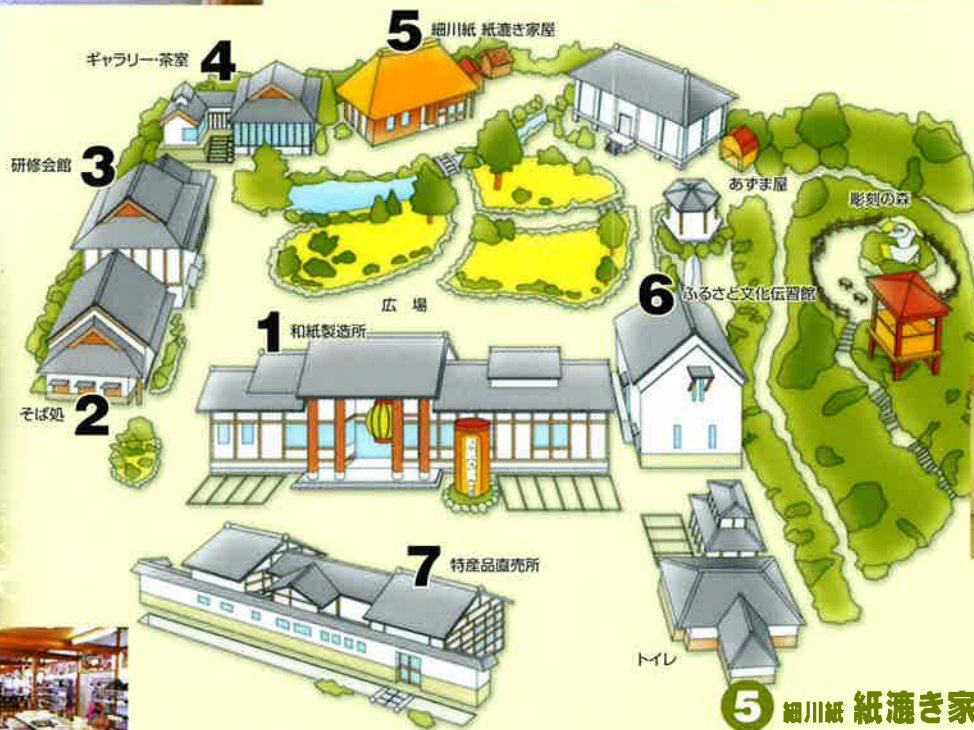 5 細川紙 紙漉き家屋
ギャラリー・茶室 4
研修会館 3
あずま屋
彫刻の森
広場
6 ふるさと文化伝習館
1 和紙製造所
そば処 2
7 特産品直売所
トイレ
5 細川紙 紙漉き家